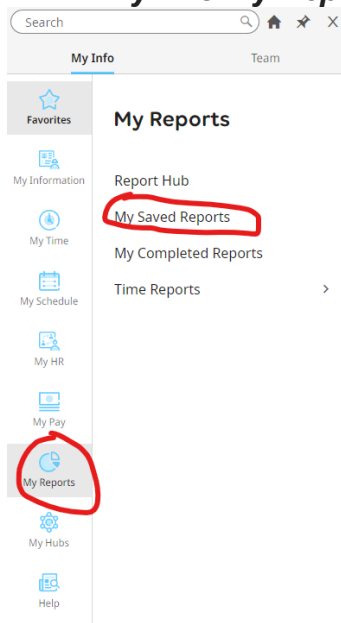 Search
X
My Info
Team
Favorites
My Reports
My Information
Report Hub
My Saved Reports
My Time
My Completed Reports
My Schedule
Time Reports
My HR
My Pay
My Reports
My Hubs
Help